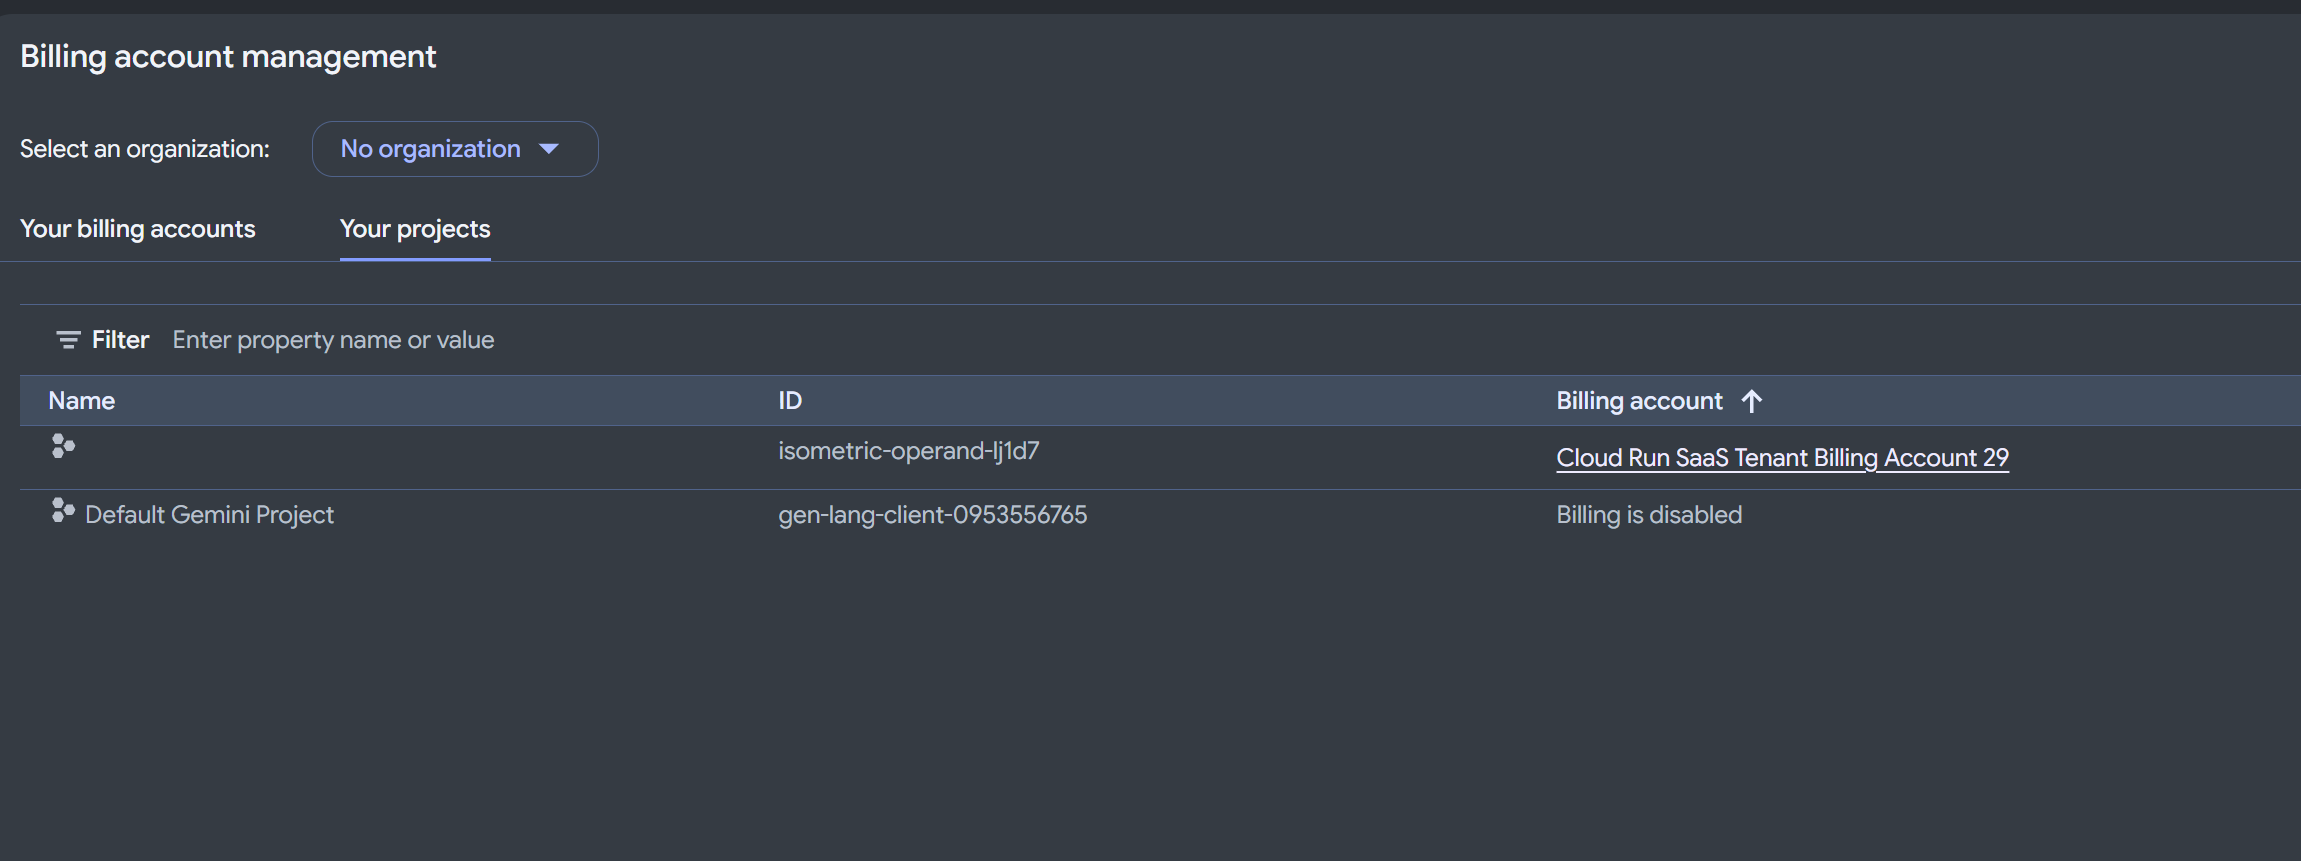 Billing account management
Select an organization: No organization
Your billing accounts Your projects
Filter Enter property name or value
Name ID Billing account
isometric-operand-lj1d7 Cloud Run SaaS Tenant Billing Account 29
Default Gemini Project gen-lang-client-0953556765 Billing is disabled